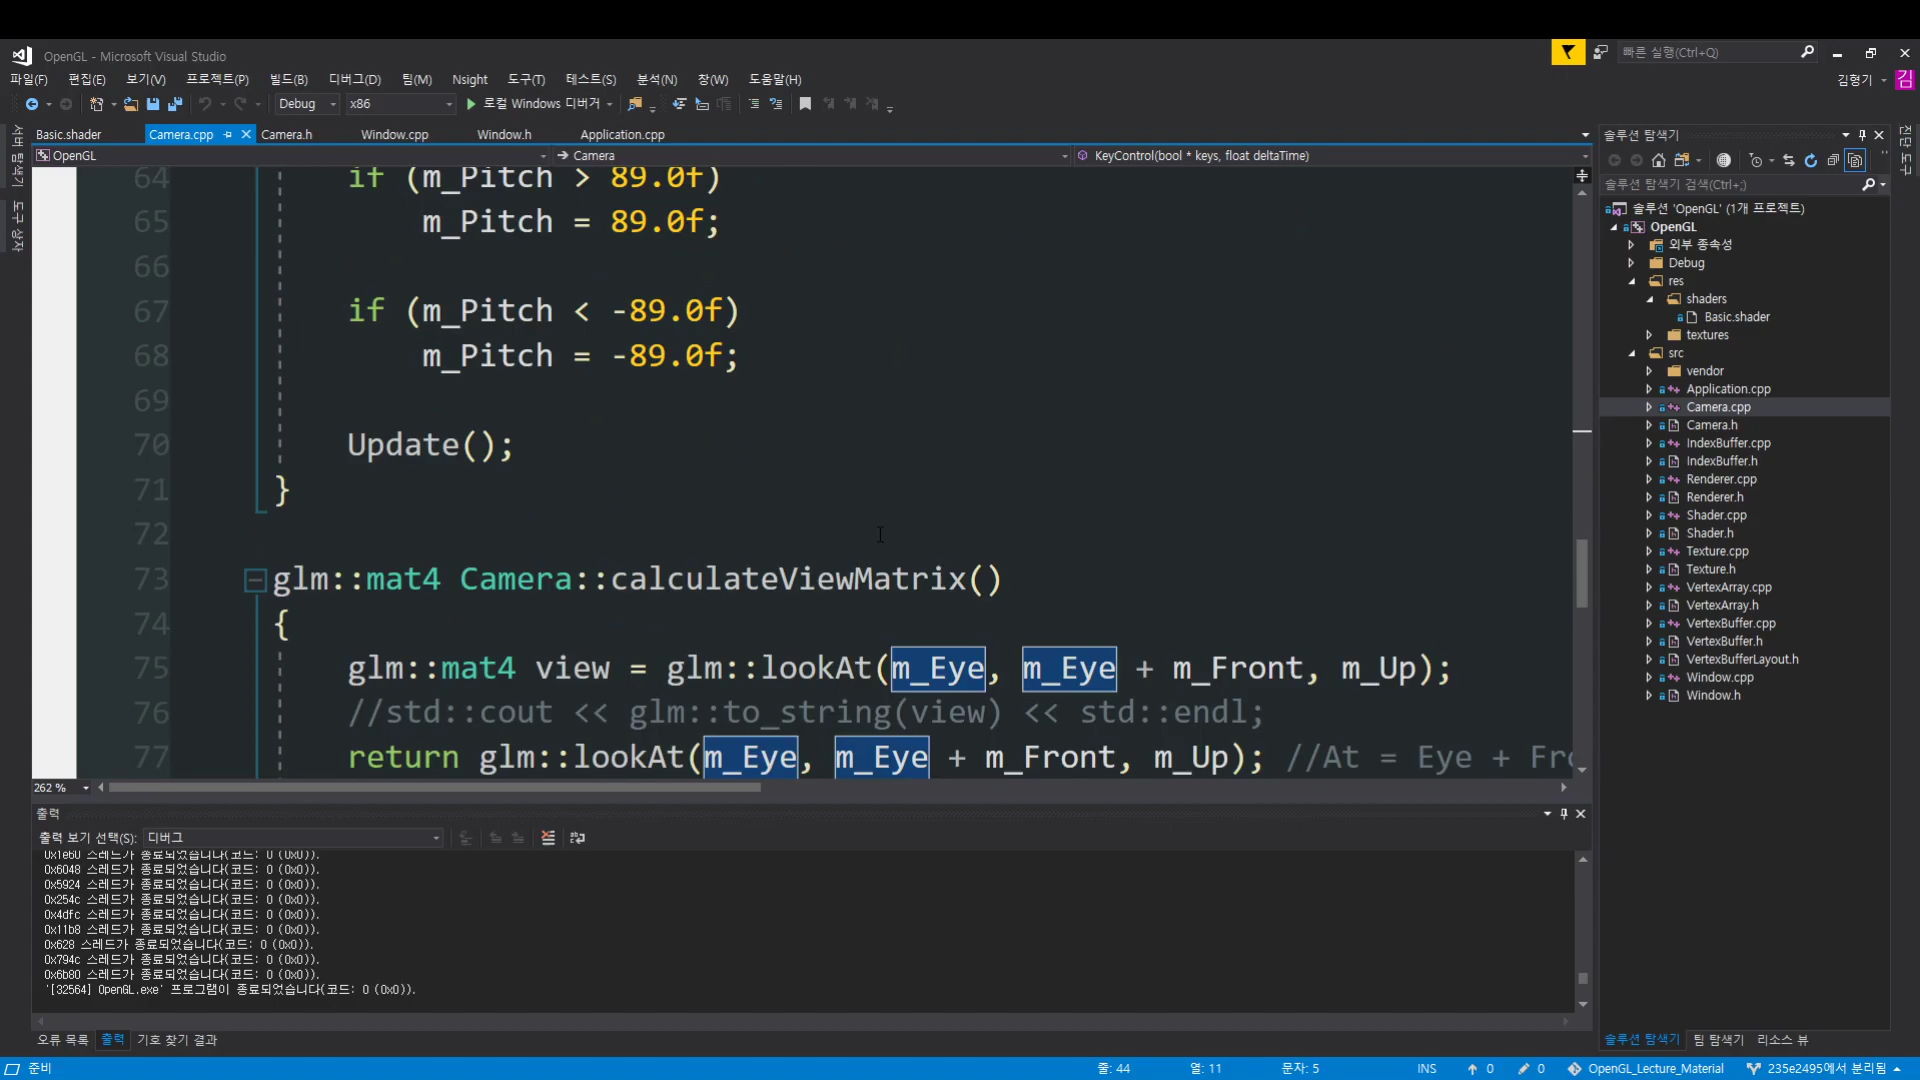 OpenGL - Microsoft Visual Studio
빠른 실행(Ctrl+Q)
파일(F) 편집(E) 보기(V) 프로젝트(P) 빌드(B) 디버그(D) 팀(M) Nsight 도구(T) 테스트(S) 분석(N) 창(W) 도움말(H)
김형기 김
Debug x86 로컬 Windows 디버거
Basic.shader Camera.cpp Camera.h Window.cpp Window.h Application.cpp
OpenGL Camera KeyControl(bool * keys, float deltaTime)
서버 탐색기
도구 상자
64 if (m_Pitch > 89.0f)
65 m_Pitch = 89.0f;
66
67 if (m_Pitch < -89.0f)
68 m_Pitch = -89.0f;
69
70 Update();
71 }
72
73 glm::mat4 Camera::calculateViewMatrix()
74 {
75 glm::mat4 view = glm::lookAt(m_Eye, m_Eye + m_Front, m_Up);
76 //std::cout << glm::to_string(view) << std::endl;
77 return glm::lookAt(m_Eye, m_Eye + m_Front, m_Up); //At = Eye + Fro
262 %
출력
출력 보기 선택(S): 디버그
0x1e60 스레드가 종료되었습니다(코드: 0 (0x0)).
0x6048 스레드가 종료되었습니다(코드: 0 (0x0)).
0x5924 스레드가 종료되었습니다(코드: 0 (0x0)).
0x254c 스레드가 종료되었습니다(코드: 0 (0x0)).
0x4dfc 스레드가 종료되었습니다(코드: 0 (0x0)).
0x11b8 스레드가 종료되었습니다(코드: 0 (0x0)).
0x628 스레드가 종료되었습니다(코드: 0 (0x0)).
0x794c 스레드가 종료되었습니다(코드: 0 (0x0)).
0x6b80 스레드가 종료되었습니다(코드: 0 (0x0)).
'[32564] OpenGL.exe' 프로그램이 종료되었습니다(코드: 0 (0x0)).
오류 목록 출력 기호 찾기 결과
솔루션 탐색기
솔루션 탐색기 검색(Ctrl+;)
솔루션 'OpenGL' (1개 프로젝트)
OpenGL
외부 종속성
Debug
res
shaders
Basic.shader
textures
src
vendor
Application.cpp
Camera.cpp
Camera.h
IndexBuffer.cpp
IndexBuffer.h
Renderer.cpp
Renderer.h
Shader.cpp
Shader.h
Texture.cpp
Texture.h
VertexArray.cpp
VertexArray.h
VertexBuffer.cpp
VertexBuffer.h
VertexBufferLayout.h
Window.cpp
Window.h
솔루션 탐색기 팀 탐색기 리소스 뷰
진단 도구
준비 줄: 44 열: 11 문자: 5 INS 0 0 OpenGL_Lecture_Material 235e2495에서 분리됨